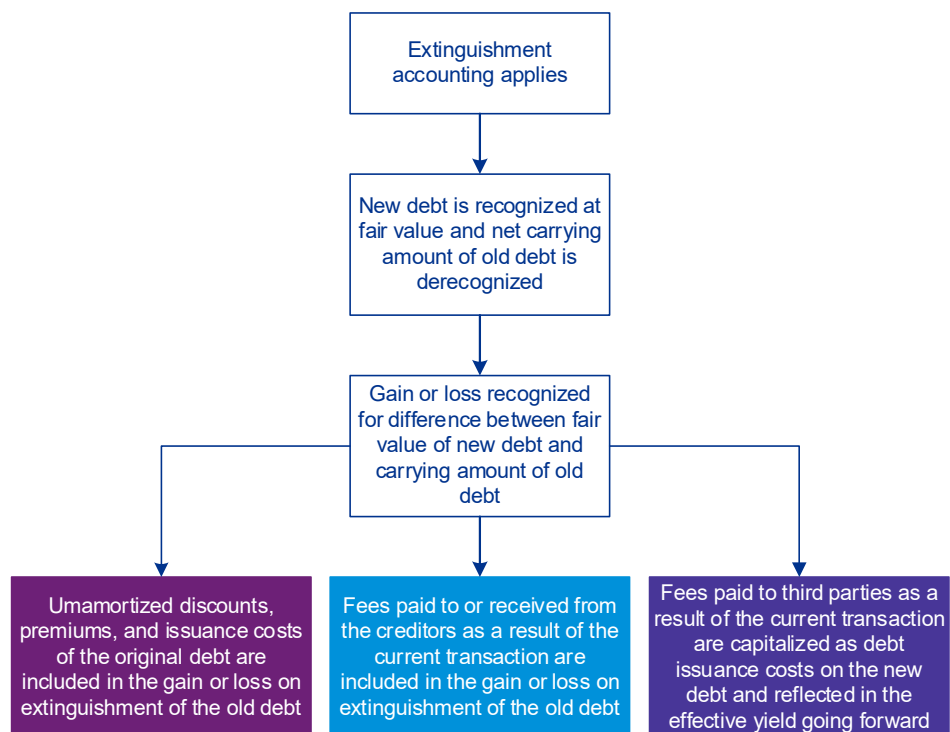 Extinguishment
accounting applies
New debt is recognized at
fair value and net carrying
amount of old debt is
derecognized
Gain or loss recognized
for difference between fair
value of new debt and
carrying amount of old
debt
Umamortized discounts,
premiums, and issuance costs
of the original debt are
included in the gain or loss on
extinguishment of the old debt
Fees paid to or received from
the creditors as a result of the
current transaction are
included in the gain or loss on
extinguishment of the old debt
Fees paid to third parties as a
result of the current transaction
are capitalized as debt
issuance costs on the new
debt and reflected in the
effective yield going forward